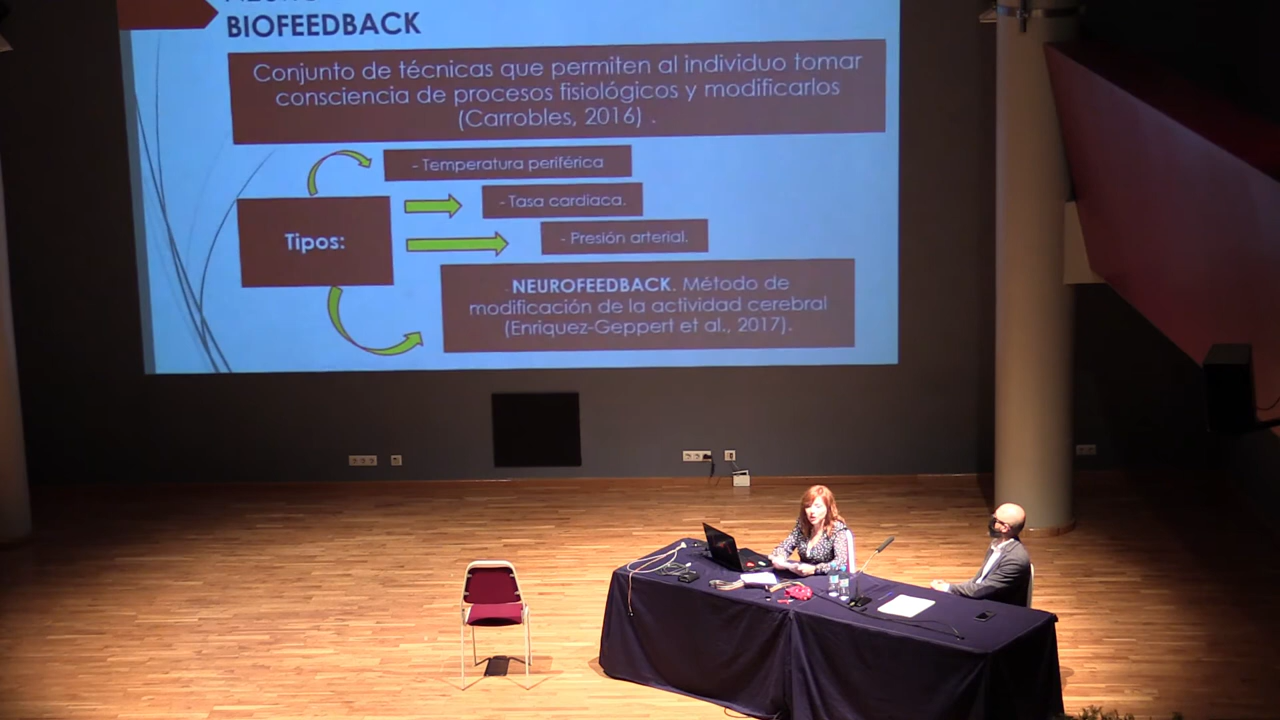 BIOFEEDBACK
Conjunto de técnicas que permiten al individuo tomar
consciencia de procesos fisiológicos y modificarlos
(Carrobles, 2016) .
- Temperatura periférica
- Tasa cardíaca.
Tipos:
- Presión arterial.
NEUROFEEDBACK. Método de
modificación de la actividad cerebral
(Enriquez-Geppert et al., 2017).